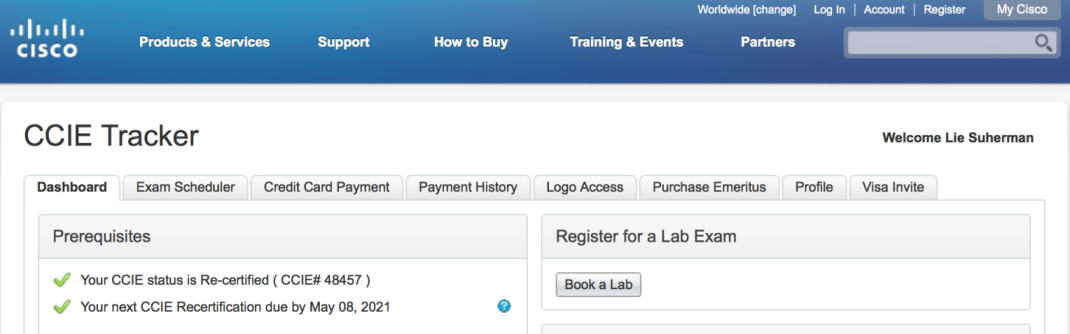 Worldwide [change] Log In Account Register My Cisco
CISCO
Products & Services Support How to Buy Training & Events Partners
CCIE Tracker
Welcome Lie Suherman
Dashboard Exam Scheduler Credit Card Payment Payment History Logo Access Purchase Emeritus Profile Visa Invite
Prerequisites
Your CCIE status is Re-certified ( CCIE# 48457 )
Your next CCIE Recertification due by May 08, 2021 ?
Register for a Lab Exam
Book a Lab